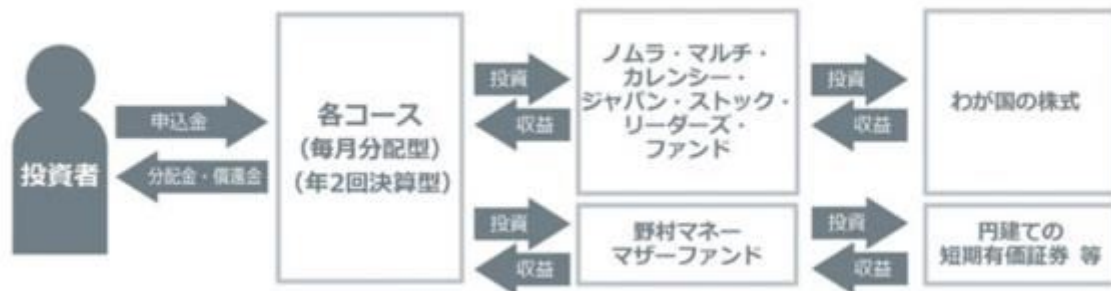 投資者
申込金
分配金・償還金
各コース
(毎月分配型)
(年2回決算型)
投資
収益
ノムラ・マルチ・
カレンシー・
ジャパン・ストック・
リーダーズ・
ファンド
投資
収益
わが国の株式
投資
収益
野村マネー
マザーファンド
投資
収益
円建ての
短期有価証券 等